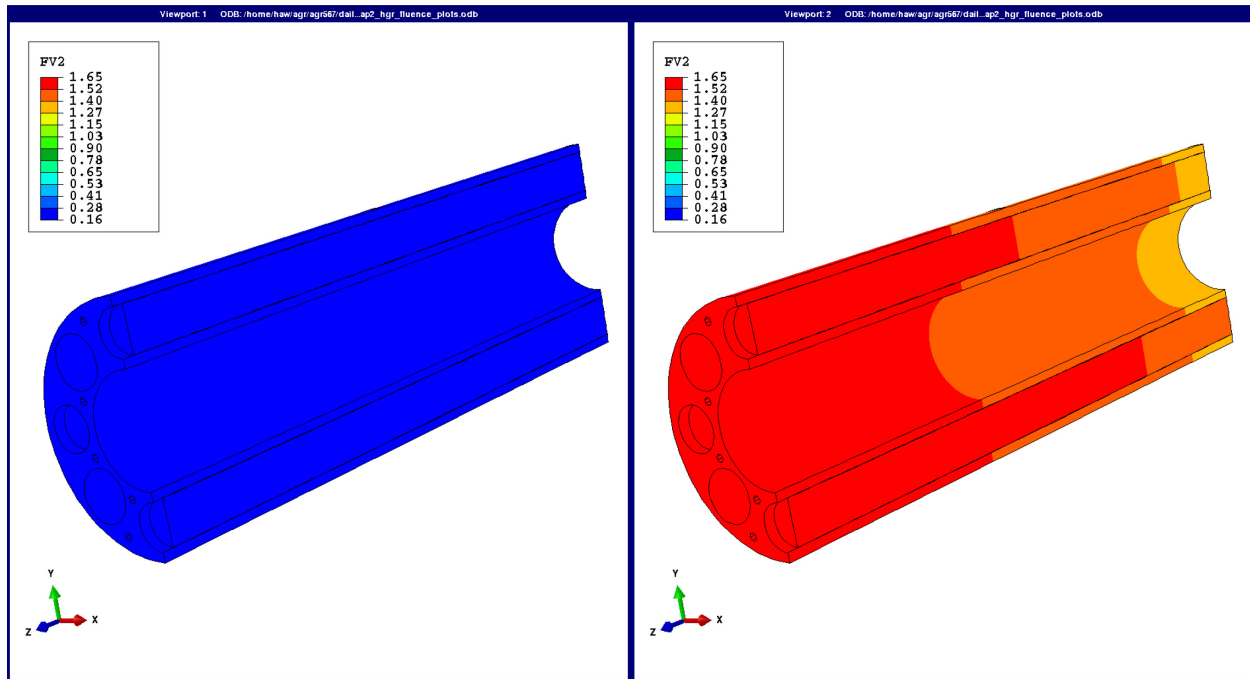 Viewport: 1 ODB: /home/haw/agr/agr567/dail...ap2_hgr_fluence_plots.odb
FV2
1.65
1.52
1.40
1.27
1.15
1.03
0.90
0.78
0.65
0.53
0.41
0.28
0.16
Y
X
Z
Viewport: 2 ODB: /home/haw/agr/agr567/dail...ap2_hgr_fluence_plots.odb
FV2
1.65
1.52
1.40
1.27
1.15
1.03
0.90
0.78
0.65
0.53
0.41
0.28
0.16
Y
X
Z